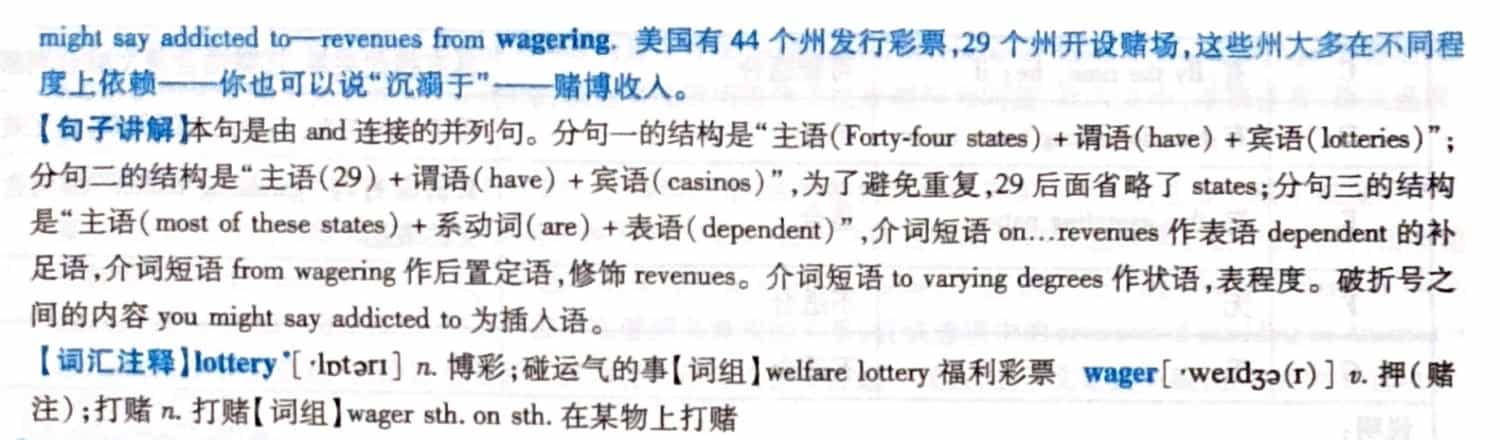 might say addicted to—revenues from wagering. 美国有 44 个州发行彩票,29 个州开设赌场,这些州大多在不同程
度上依赖——你也可以说“沉溺于”——赌博收入。
【句子讲解】本句是由 and 连接的并列句。分句一的结构是“主语(Forty-four states)+谓语(have)+宾语(lotteries)”;
分句二的结构是“主语(29)+谓语(have)+宾语(casinos)”,为了避免重复,29 后面省略了 states;分句三的结构
是“主语(most of these states)+系动词(are)+表语(dependent)”,介词短语 on...revenues 作表语 dependent 的补
足语,介词短语 from wagering 作后置定语,修饰 revenues。介词短语 to varying degrees 作状语,表程度。破折号之
间的内容 you might say addicted to 为插入语。
【词汇注释】lottery*[ˈlɒtərɪ] n. 博彩;碰运气的事【词组】welfare lottery 福利彩票 wager[ˈweɪdʒə(r)] v. 押(赌
注);打赌 n. 打赌【词组】wager sth. on sth. 在某物上打赌